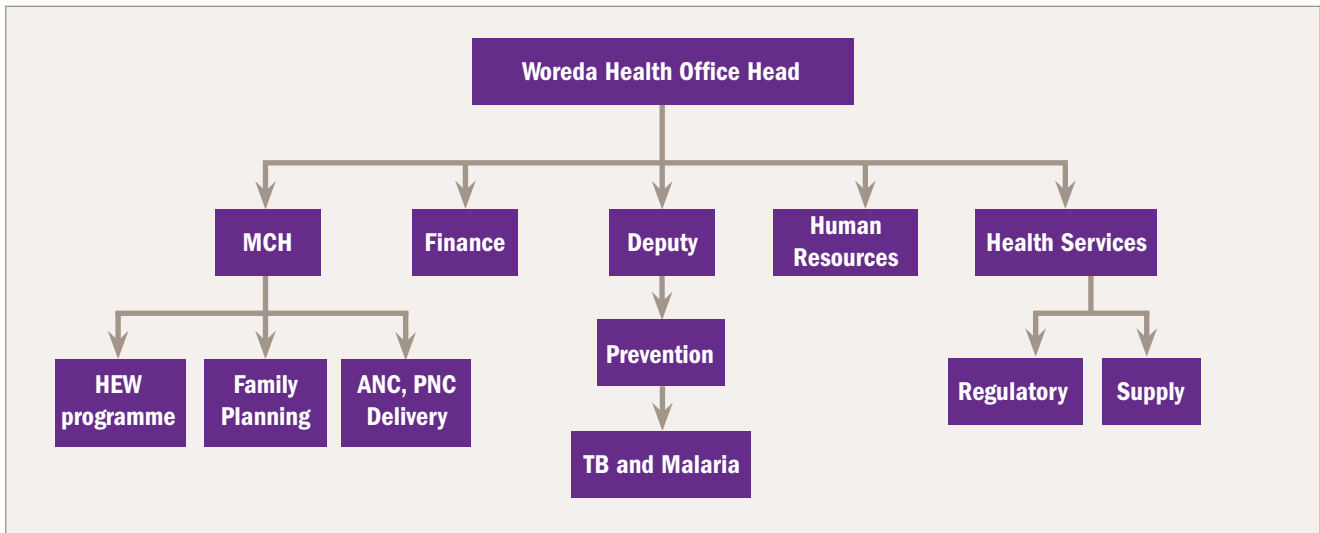 Woreda Health Office Head
MCH
Finance
Deputy
Human
Resources
Health Services
Prevention
HEW
programme
Family
Planning
ANC, PNC
Delivery
Regulatory
Supply
TB and Malaria